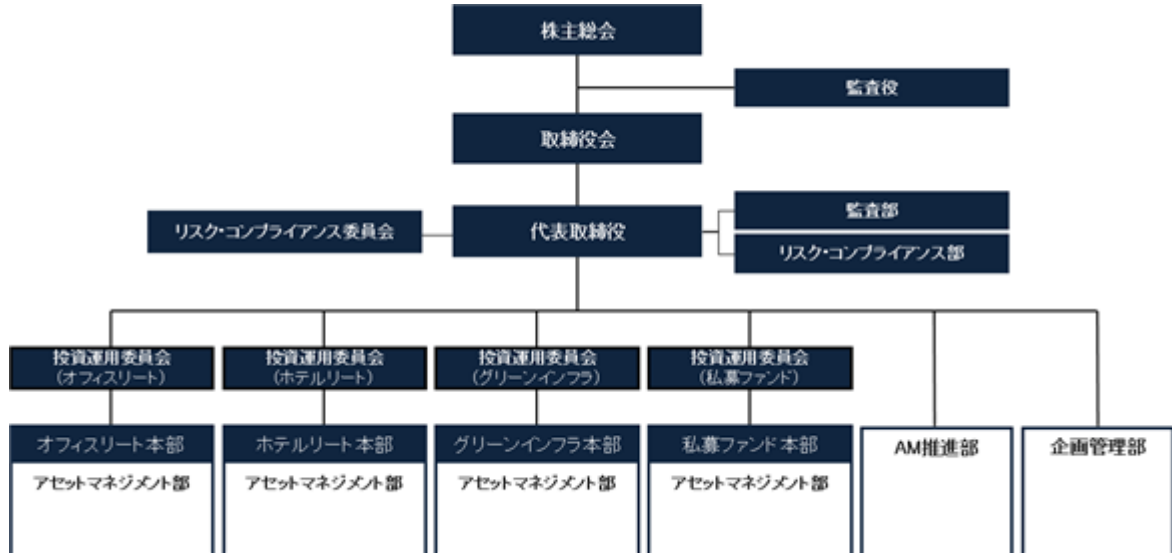 株主総会
監査役
取締役会
リスク・コンプライアンス委員会
代表取締役
監査部
リスク・コンプライアンス部
投資運用委員会
(オフィスリート)
投資運用委員会
(ホテルリート)
投資運用委員会
(グリーンインフラ)
投資運用委員会
(私募ファンド)
オフィスリート本部
アセットマネジメント部
ホテルリート本部
アセットマネジメント部
グリーンインフラ本部
アセットマネジメント部
私募ファンド本部
アセットマネジメント部
AM推進部
企画管理部